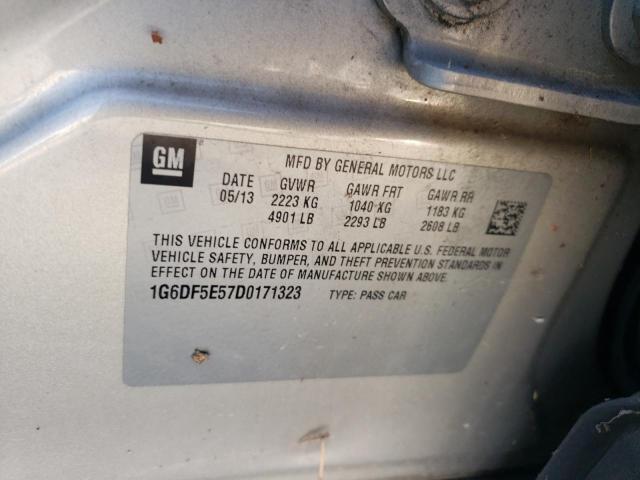 GM
MFD BY GENERAL MOTORS LLC
DATE GVWR GAWR FRT GAWR RR
05/13 2223 KG 1040 KG 1183 KG
4901 LB 2293 LB 2608 LB
THIS VEHICLE CONFORMS TO ALL APPLICABLE U.S. FEDERAL MOTOR
VEHICLE SAFETY, BUMPER, AND THEFT PREVENTION STANDARDS IN
EFFECT ON THE DATE OF MANUFACTURE SHOWN ABOVE.
1G6DF5E57D0171323 TYPE: PASS CAR